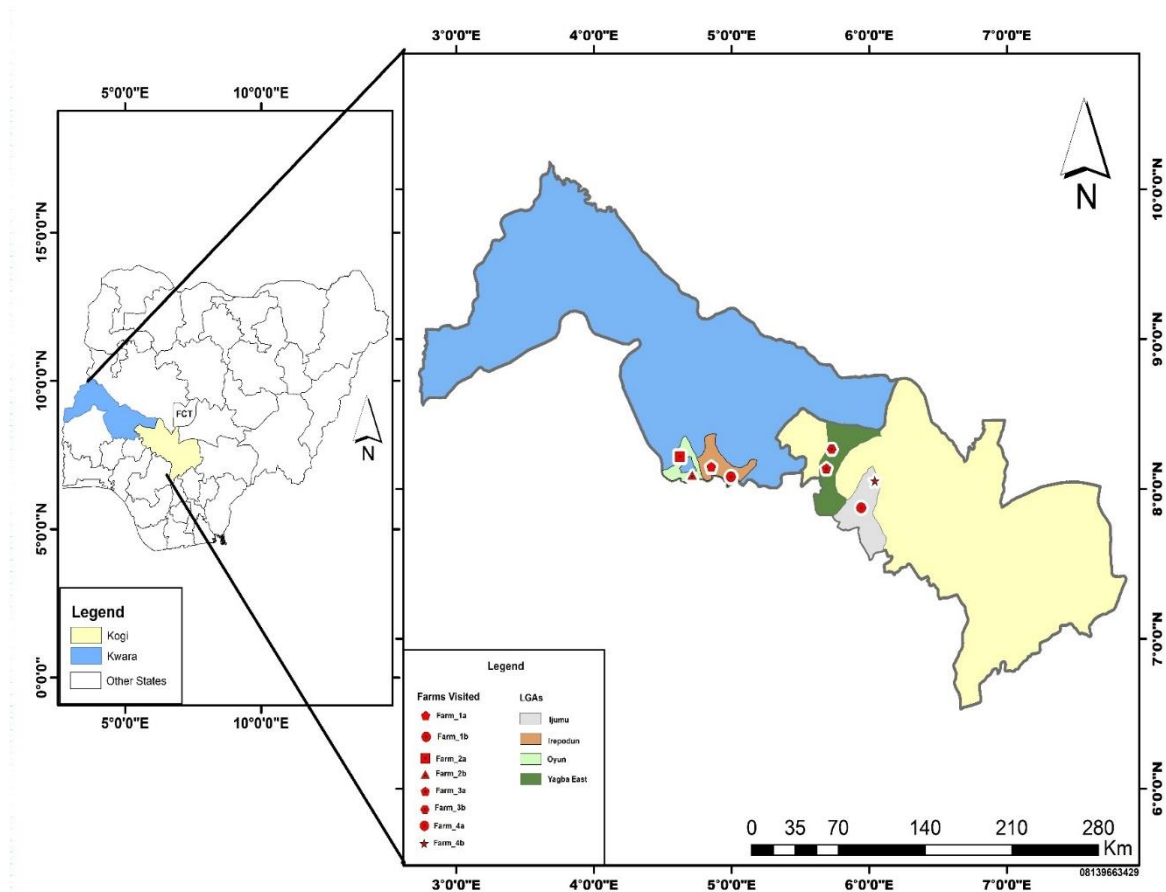 3°0'0"E 4°0'0"E 5°0'0"E 6°0'0"E 7°0'0"E
5°0'0"E 10°0'0"E
15°0'0"N
10°0'0"N
5°0'0"N
0°0'0"
FCT
Legend
Kogi
Kwara
Other States
5°0'0"E 10°0'0"E
N
10°0'0"N
9°0'0"N
8°0'0"N
7°0'0"N
6°0'0"N
Legend
Farms Visited
Farm_1a
Farm_1b
Farm_2a
Farm_2b
Farm_3a
Farm_3b
Farm_4a
Farm_4b
LGAs
Ijumu
Irepodun
Oyun
Yagba East
0 35 70 140 210 280
Km
08139663429
3°0'0"E 4°0'0"E 5°0'0"E 6°0'0"E 7°0'0"E